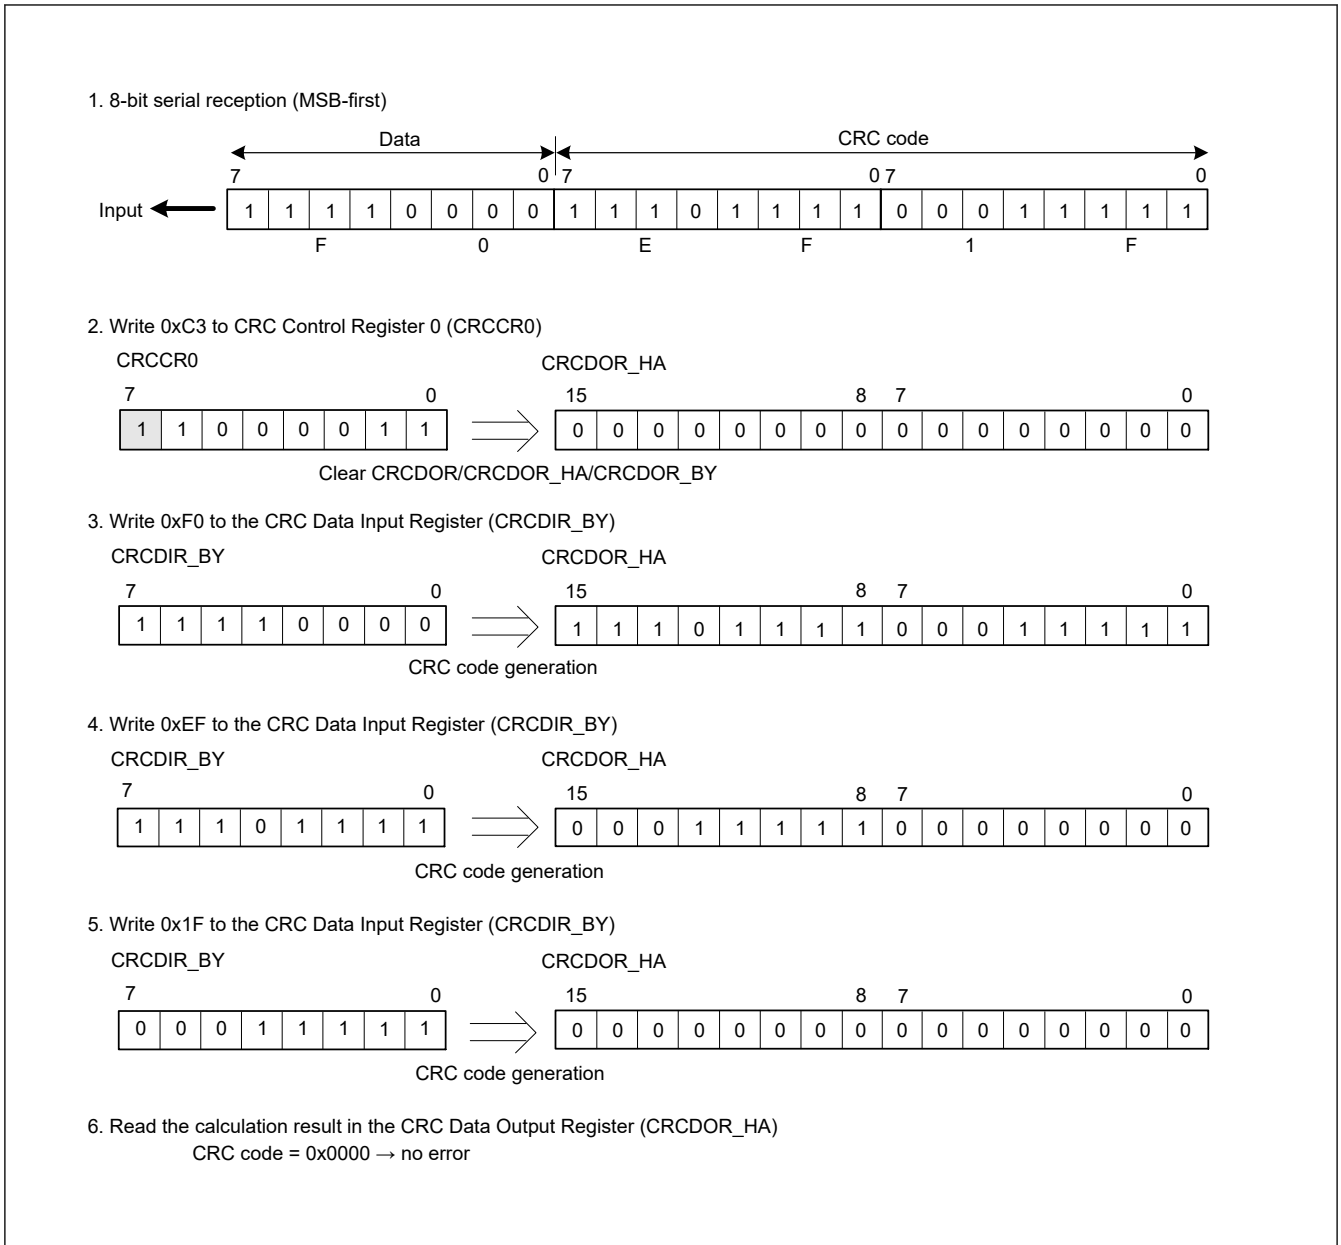 1. 8-bit serial reception (MSB-first)
Data CRC code
7 0 7 0 7 0
Input 1 1 1 1 0 0 0 0 1 1 1 0 1 1 1 1 0 0 0 1 1 1 1 1
F 0 E F 1 F
2. Write 0xC3 to CRC Control Register 0 (CRCCR0)
CRCCR0 CRCDOR_HA
7 0 15 8 7 0
1 1 0 0 0 0 1 1 0 0 0 0 0 0 0 0 0 0 0 0 0 0 0 0
Clear CRCDOR/CRCDOR_HA/CRCDOR_BY
3. Write 0xF0 to the CRC Data Input Register (CRCDIR_BY)
CRCDIR_BY CRCDOR_HA
7 0 15 8 7 0
1 1 1 1 0 0 0 0 1 1 1 0 1 1 1 1 0 0 0 1 1 1 1 1
CRC code generation
4. Write 0xEF to the CRC Data Input Register (CRCDIR_BY)
CRCDIR_BY CRCDOR_HA
7 0 15 8 7 0
1 1 1 0 1 1 1 1 0 0 0 1 1 1 1 1 0 0 0 0 0 0 0 0
CRC code generation
5. Write 0x1F to the CRC Data Input Register (CRCDIR_BY)
CRCDIR_BY CRCDOR_HA
7 0 15 8 7 0
0 0 0 1 1 1 1 1 0 0 0 0 0 0 0 0 0 0 0 0 0 0 0 0
CRC code generation
6. Read the calculation result in the CRC Data Output Register (CRCDOR_HA)
CRC code = 0x0000 → no error